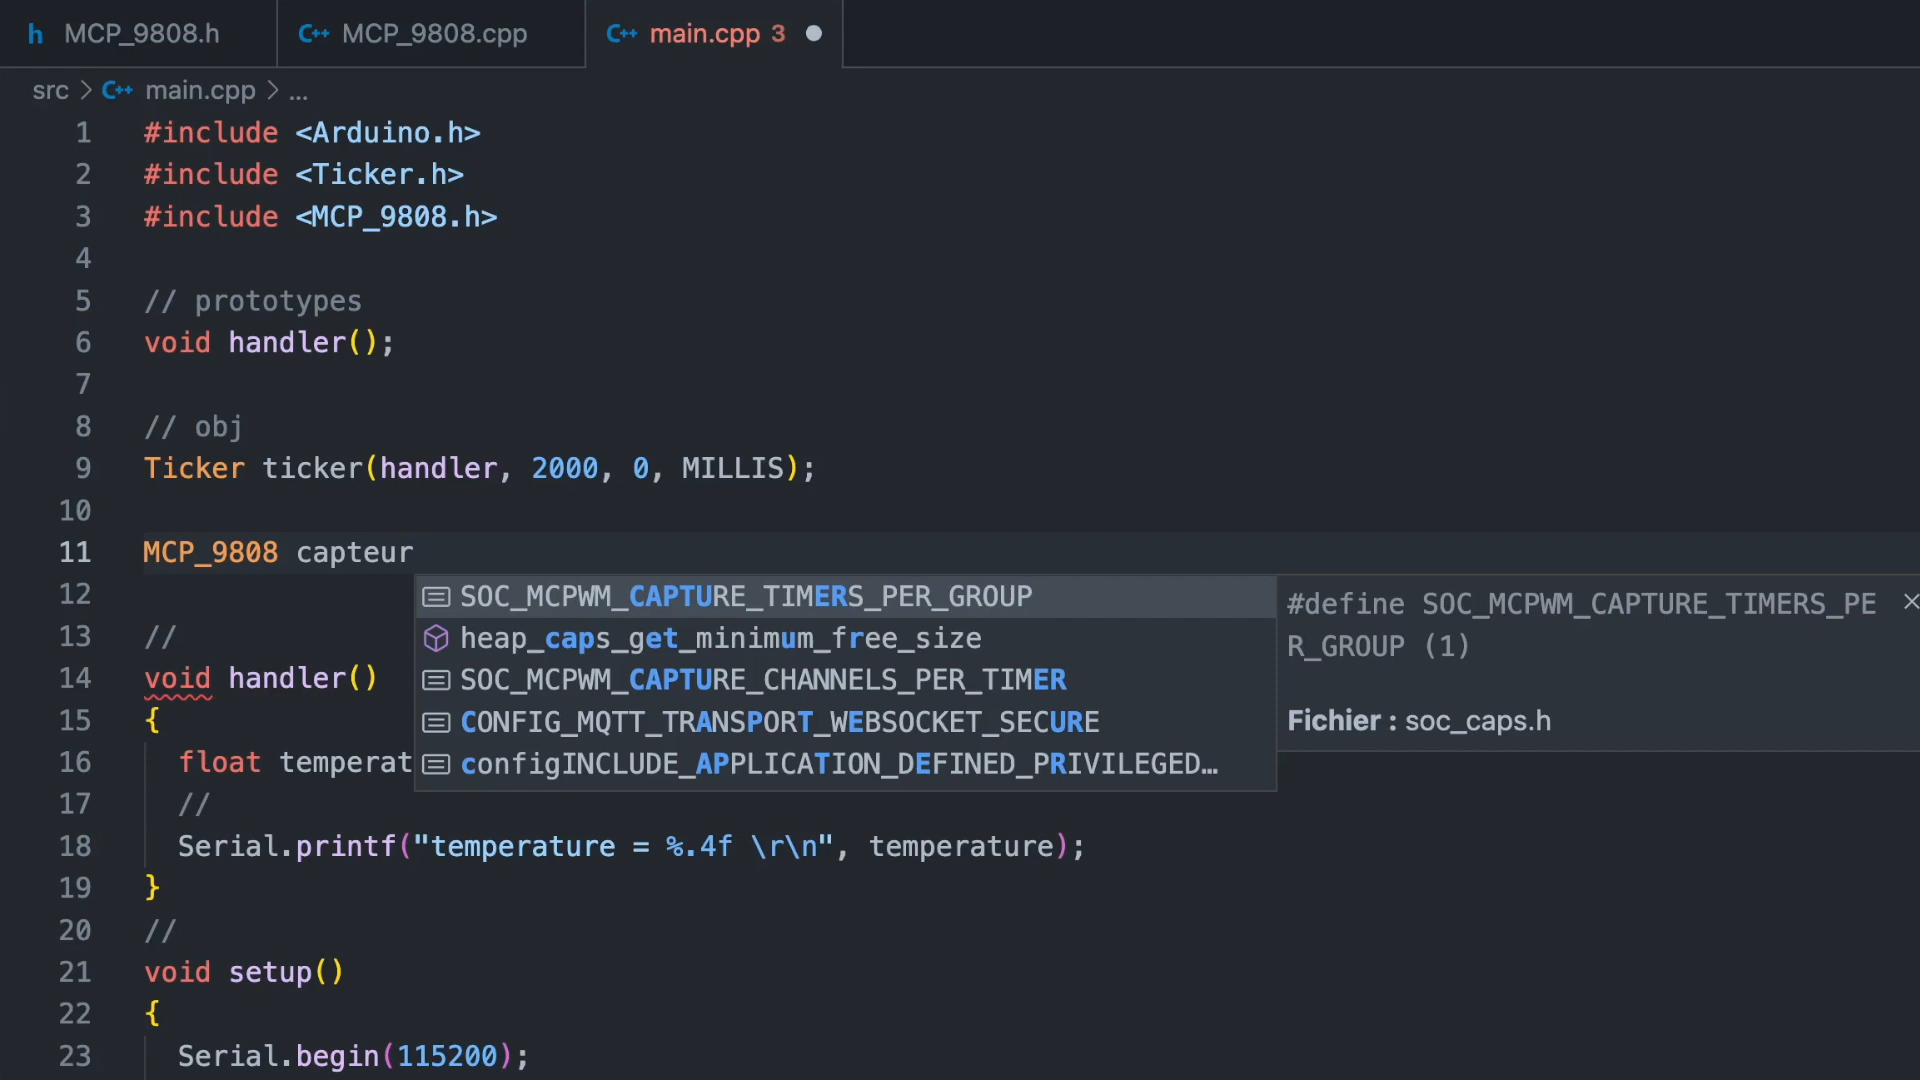 h MCP_9808.h C++ MCP_9808.cpp C++ main.cpp 3
src > C++ main.cpp > ...
1 #include <Arduino.h>
2 #include <Ticker.h>
3 #include <MCP_9808.h>
4
5 // prototypes
6 void handler();
7
8 // obj
9 Ticker ticker(handler, 2000, 0, MILLIS);
10
11 MCP_9808 capteur
12 SOC_MCPWM_CAPTURE_TIMERS_PER_GROUP
#define SOC_MCPWM_CAPTURE_TIMERS_PE
R_GROUP (1)
Fichier : soc_caps.h
13 // heap_caps_get_minimum_free_size
14 void handler() SOC_MCPWM_CAPTURE_CHANNELS_PER_TIMER
15 { CONFIG_MQTT_TRANSPORT_WEBSOCKET_SECURE
16 float temperat configINCLUDE_APPLICATION_DEFINED_PRIVILEGED…
17 //
18 Serial.printf("temperature = %.4f \r\n", temperature);
19 }
20 //
21 void setup()
22 {
23 Serial.begin(115200);